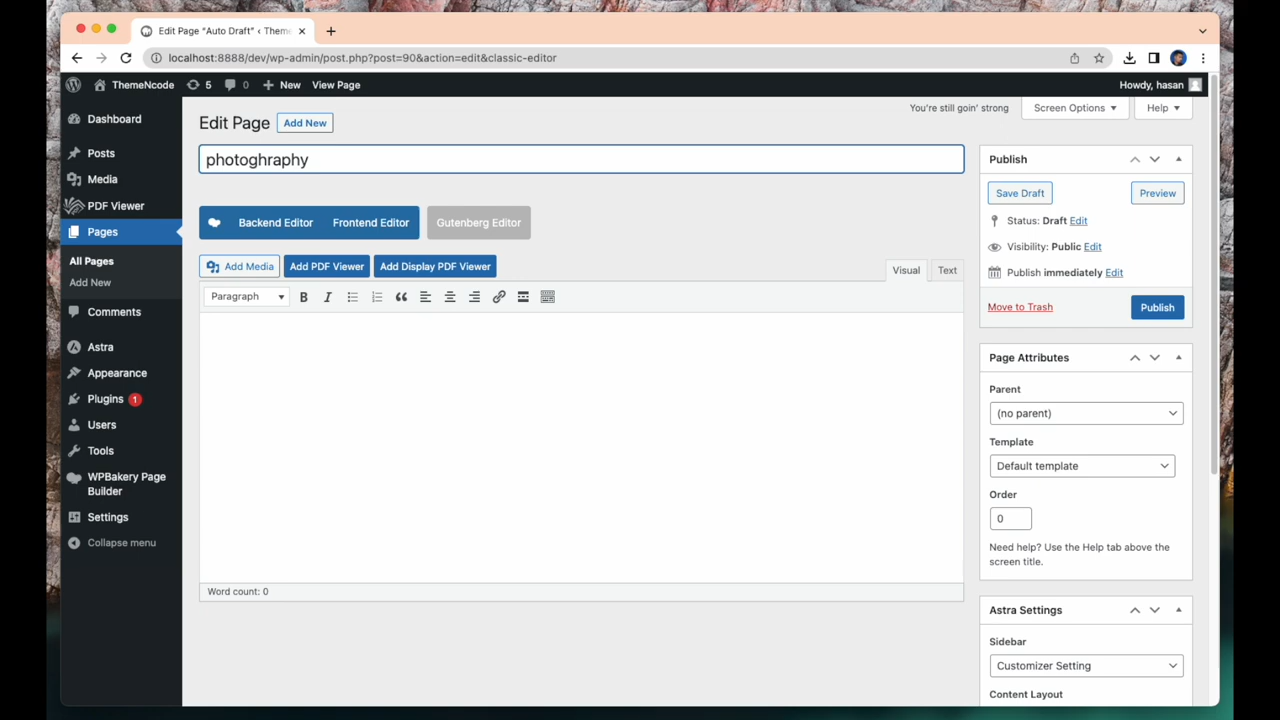 Edit Page "Auto Draft" ‹ Theme
localhost:8888/dev/wp-admin/post.php?post=90&action=edit&classic-editor
ThemeNcode 5 0 New View Page Howdy, hasan
You're still goin' strong Screen Options Help
Edit Page Add New
photoghraphy
Backend Editor Frontend Editor Gutenberg Editor
Add Media Add PDF Viewer Add Display PDF Viewer
Visual Text
Paragraph B I
Word count: 0
Dashboard
Posts
Media
PDF Viewer
Pages
All Pages
Add New
Comments
Astra
Appearance
Plugins 1
Users
Tools
WPBakery Page
Builder
Settings
Collapse menu
Publish
Save Draft Preview
Status: Draft Edit
Visibility: Public Edit
Publish immediately Edit
Move to Trash Publish
Page Attributes
Parent
(no parent)
Template
Default template
Order
0
Need help? Use the Help tab above the
screen title.
Astra Settings
Sidebar
Customizer Setting
Content Layout